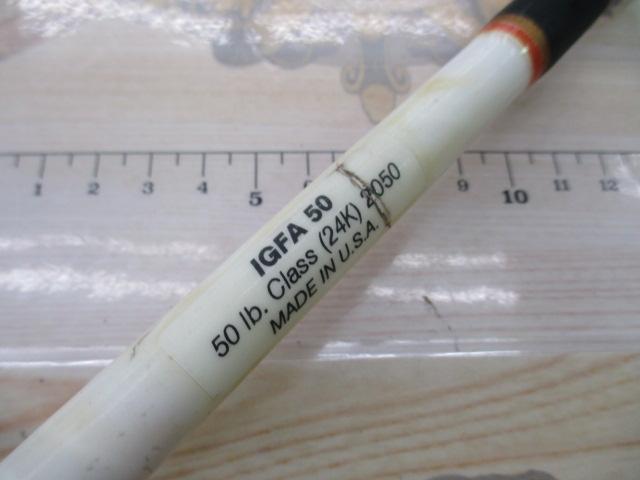 IGFA 50
50 lb. Class (24K) 2050
MADE IN U.S.A.
1 2 3 4 5 6 9 10 11 12